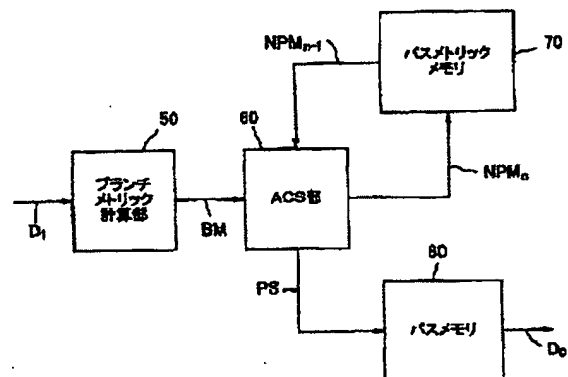 NPMn-1
パスメトリック
メモリ
70
50
60
ブランチ
メトリック
計算部
ACS部
NPMn
DI
BM
PS
80
パスメモリ
D0